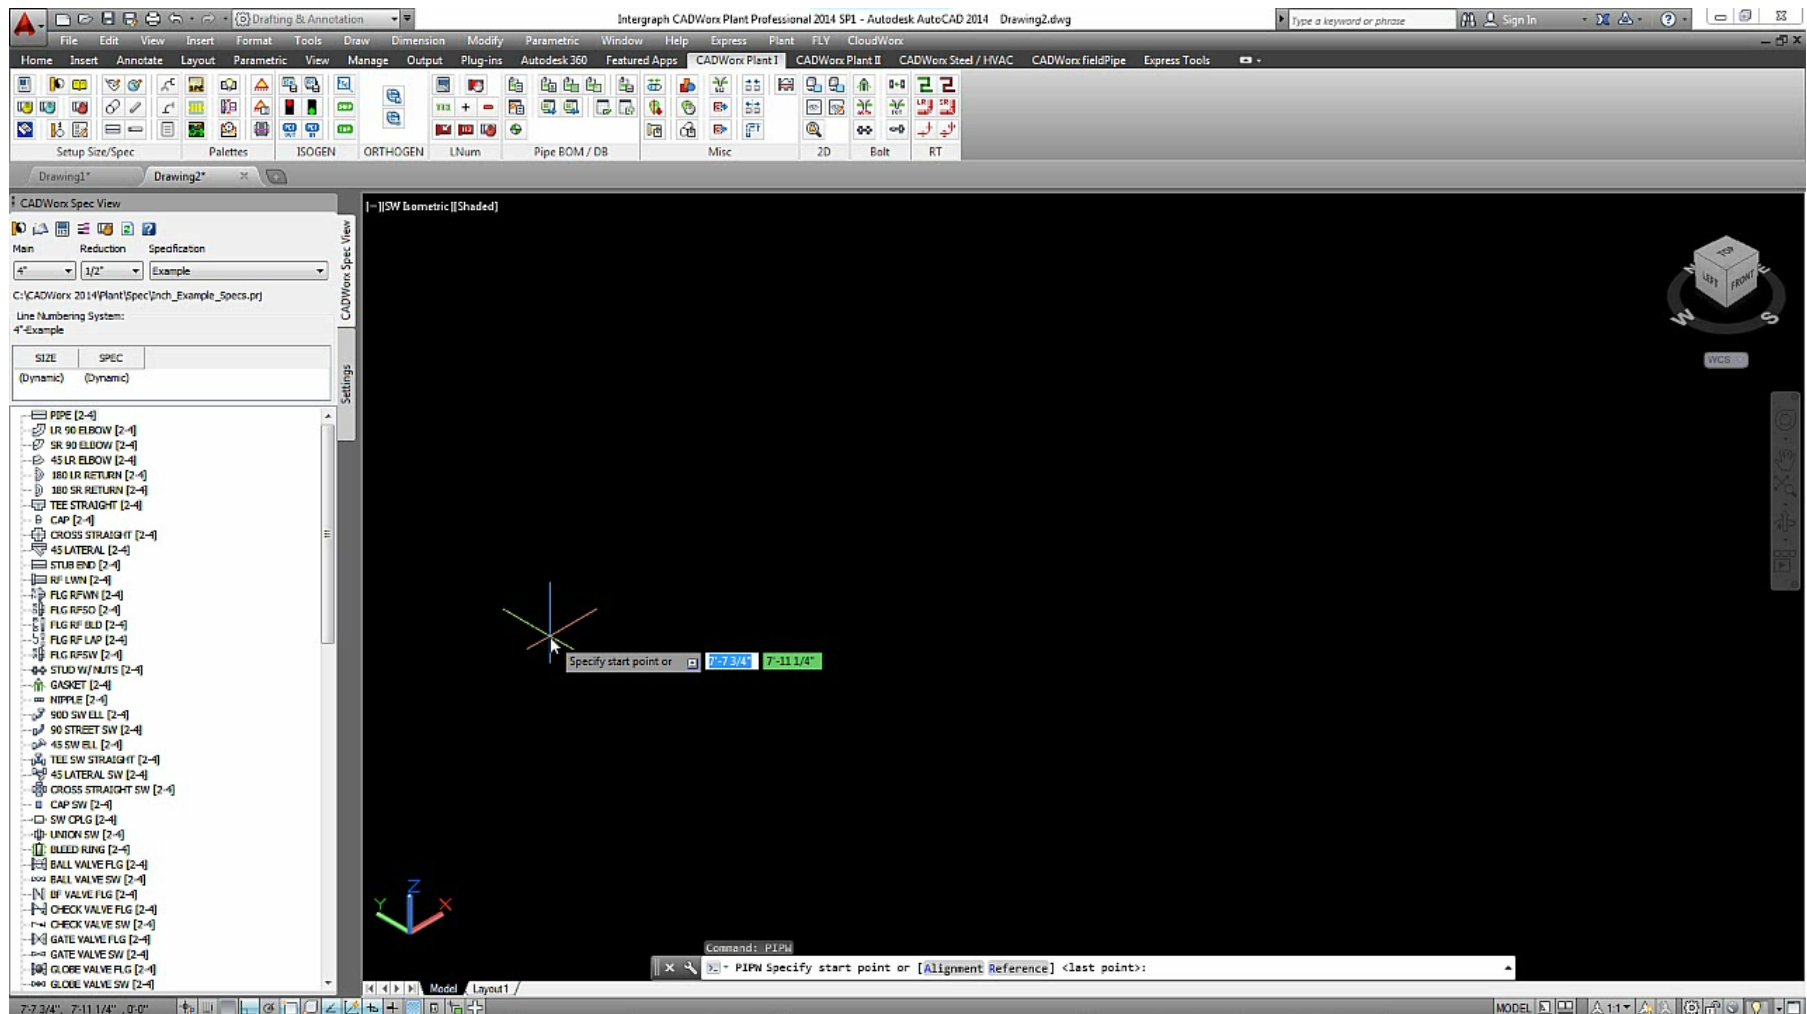 Drafting & Annotation
Intergraph CADWorx Plant Professional 2014 SP1 - Autodesk AutoCAD 2014 Drawing2.dwg
Type a keyword or phrase
Sign In
File Edit View Insert Format Tools Draw Dimension Modify Parametric Window Help Express Plant FLY CloudWorx
Home Insert Annotate Layout Parametric View Manage Output Plug-ins Autodesk 360 Featured Apps CADWorx Plant I CADWorx Plant II CADWorx Steel / HVAC CADWorx fieldPipe Express Tools
Setup Size/Spec Palettes ISOGEN ORTHOGEN LNum Pipe BOM / DB Misc 2D Bolt RT
Drawing1* Drawing2*
CADWorx Spec View
[-][SW Isometric][Shaded]
Main Reduction Specification
4" 1/2" Example
C:\CADWorx 2014\Plant\Spec\Inch_Example_Specs.prj
Line Numbering System:
4"-Example
SIZE SPEC
(Dynamic) (Dynamic)
CADWorx Spec View
Settings
TOP
LEFT FRONT
W S
WCS
PIPE [2-4]
LR 90 ELBOW [2-4]
SR 90 ELBOW [2-4]
45 LR ELBOW [2-4]
180 LR RETURN [2-4]
180 SR RETURN [2-4]
TEE STRAIGHT [2-4]
CAP [2-4]
CROSS STRAIGHT [2-4]
45 LATERAL [2-4]
STUB END [2-4]
RF LWN [2-4]
FLG RFWN [2-4]
FLG RFSO [2-4]
FLG RF BLD [2-4]
FLG RF LAP [2-4]
FLG RFSW [2-4]
STUD W/ NUTS [2-4]
GASKET [2-4]
NIPPLE [2-4]
90D SW ELL [2-4]
90 STREET SW [2-4]
45 SW ELL [2-4]
TEE SW STRAIGHT [2-4]
45 LATERAL SW [2-4]
CROSS STRAIGHT SW [2-4]
CAP SW [2-4]
SW CPLG [2-4]
UNION SW [2-4]
BLEED RING [2-4]
BALL VALVE FLG [2-4]
BALL VALVE SW [2-4]
BF VALVE FLG [2-4]
CHECK VALVE FLG [2-4]
CHECK VALVE SW [2-4]
GATE VALVE FLG [2-4]
GATE VALVE SW [2-4]
GLOBE VALVE FLG [2-4]
GLOBE VALVE SW [2-4]
Specify start point or 7'-7 3/4" 7'-11 1/4"
Z
Y X
Command: PIPW
PIPW Specify start point or [Alignment Reference] <last point>:
Model Layout1
7'-7 3/4", 7'-11 1/4" , 0'-0"
MODEL 1:1